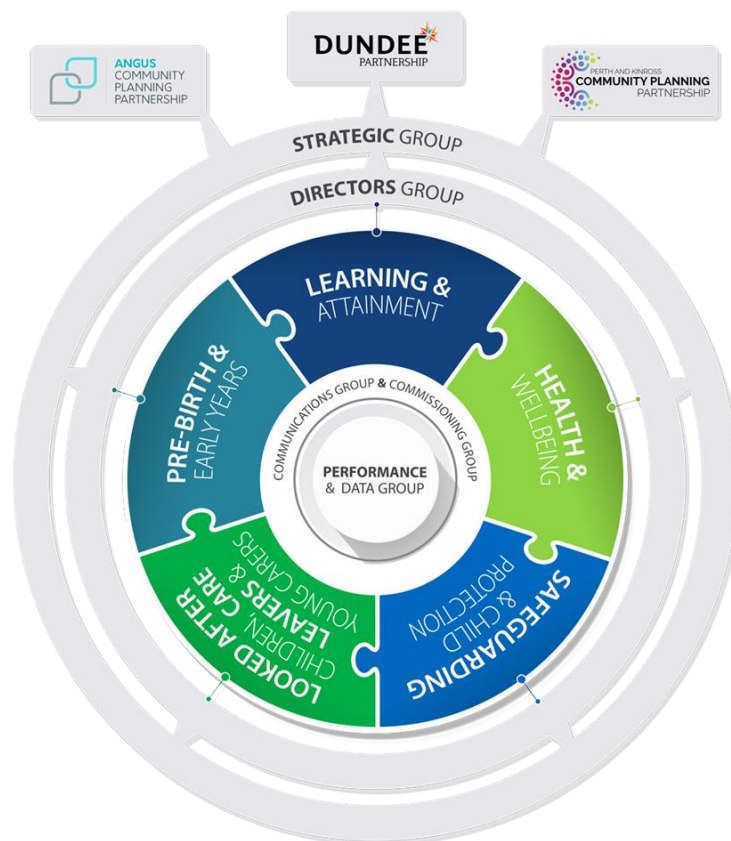 ANGUS
COMMUNITY
PLANNING
PARTNERSHIP
DUNDEE
PARTNERSHIP
PERTH AND KINROSS
COMMUNITY PLANNING
PARTNERSHIP
STRATEGIC GROUP
DIRECTORS GROUP
LEARNING &
ATTAINMENT
HEALTH &
WELLBEING
SAFEGUARDING
& CHILD
PROTECTION
LOOKED AFTER
CHILDREN, CARE
LEAVERS &
YOUNG CARERS
PRE-BIRTH &
EARLY YEARS
COMMUNICATIONS GROUP & COMMISSIONING GROUP
PERFORMANCE
& DATA GROUP